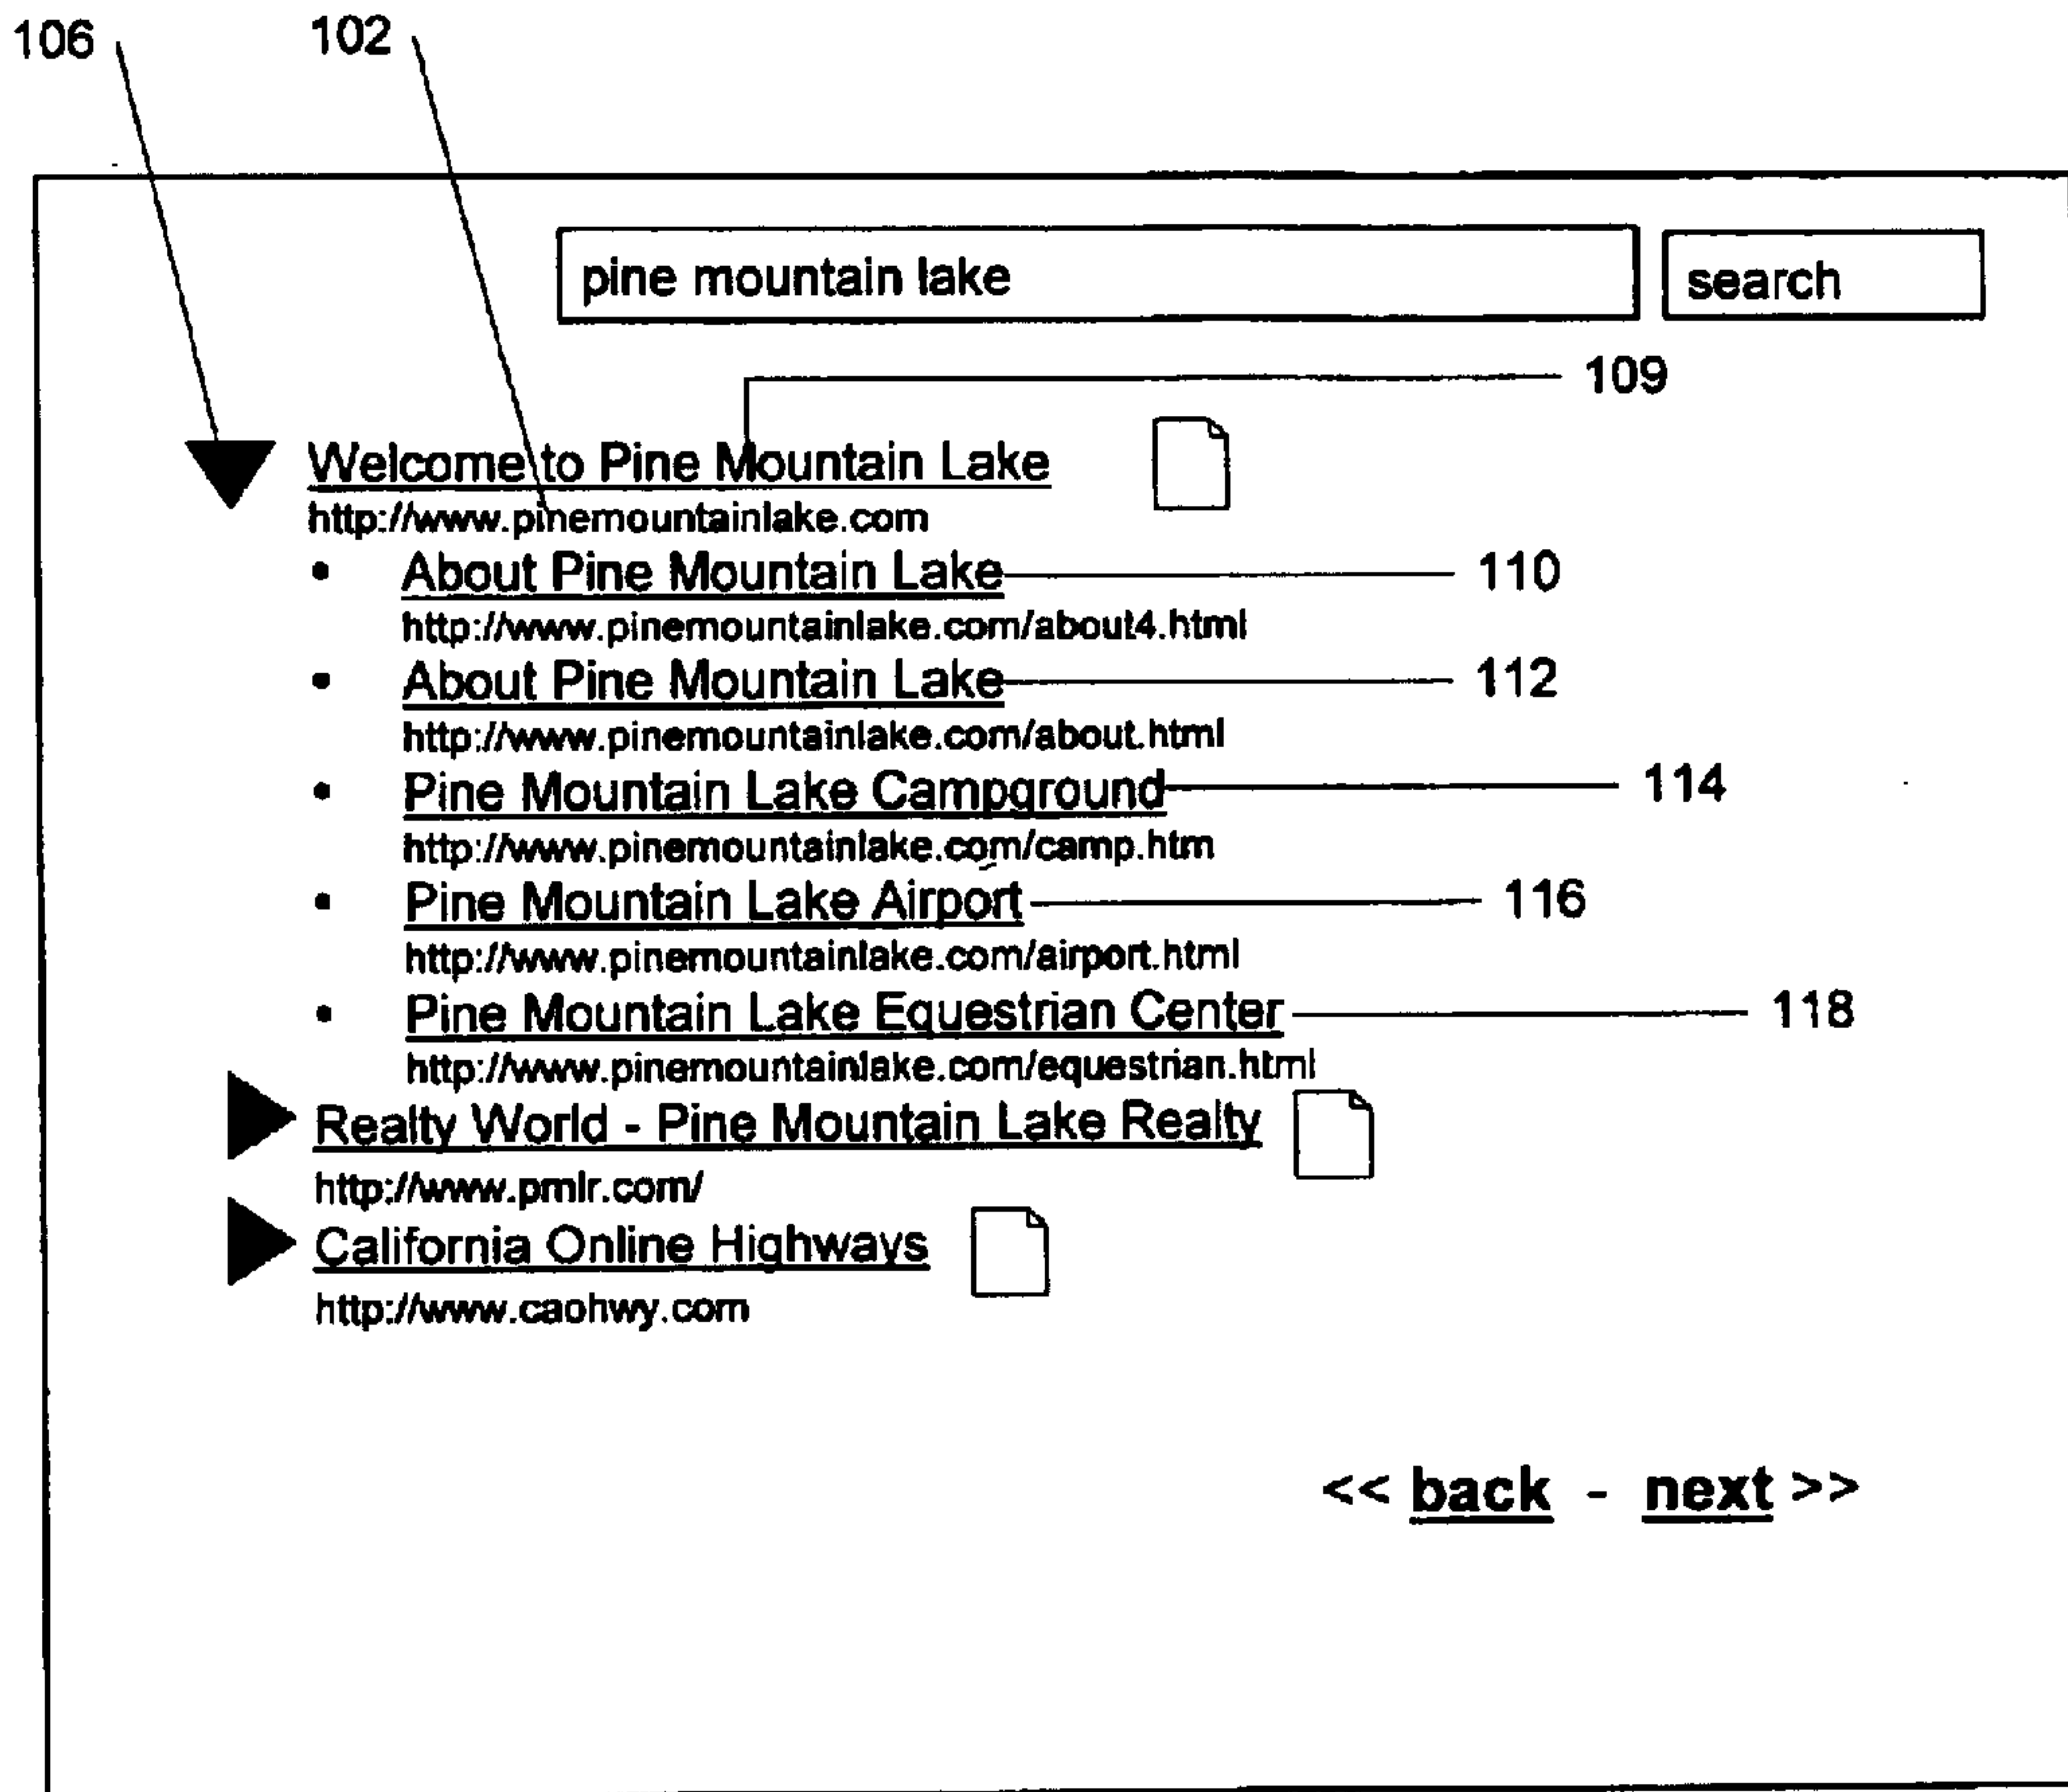 106 102
pine mountain lake search
109
Welcome to Pine Mountain Lake
http://www.pinemountainlake.com
• About Pine Mountain Lake 110
http://www.pinemountainlake.com/about4.html
• About Pine Mountain Lake 112
http://www.pinemountainlake.com/about.html
• Pine Mountain Lake Campground 114
http://www.pinemountainlake.com/camp.htm
• Pine Mountain Lake Airport 116
http://www.pinemountainlake.com/airport.html
• Pine Mountain Lake Equestrian Center 118
http://www.pinemountainlake.com/equestrian.html
Realty World - Pine Mountain Lake Realty
http://www.pmlr.com/
California Online Highways
http://www.caohwy.com
<< back - next >>